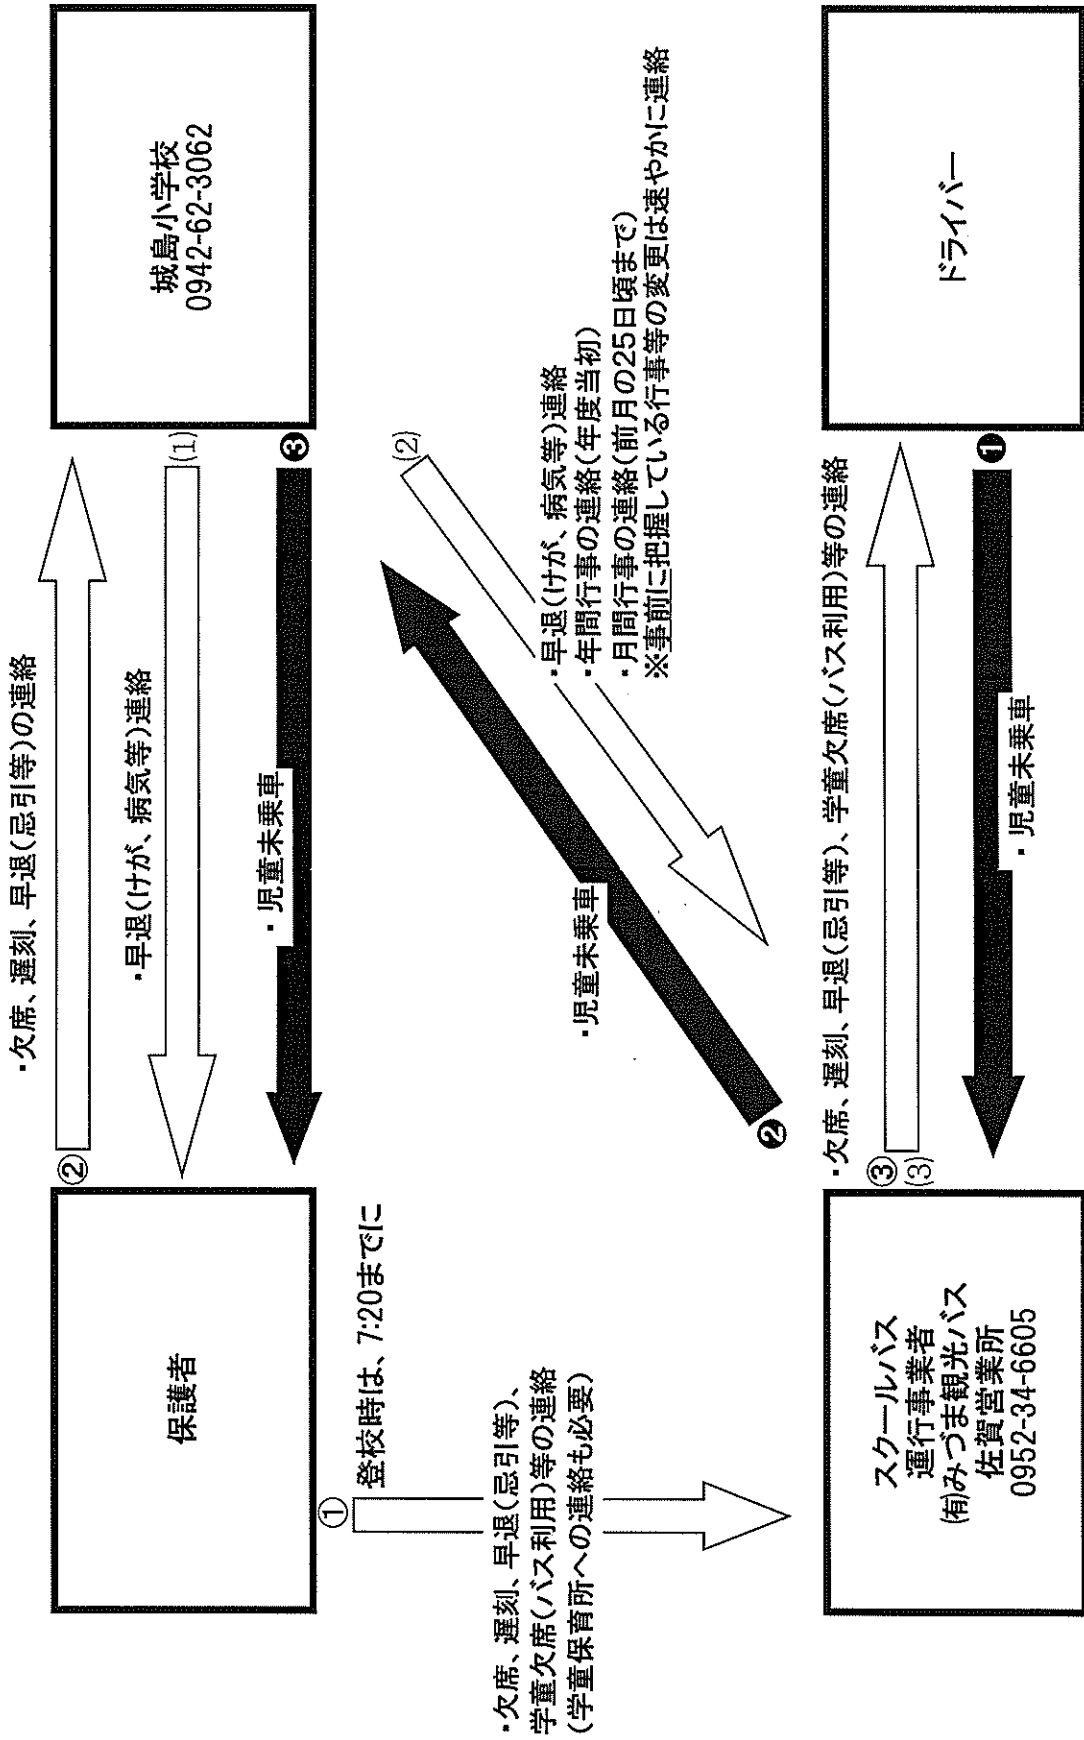 ・欠席、遅刻、早退(忌引等)の連絡
②
・早退(けが、病気等)連絡
(1)
・児童未乗車
❸
保護者
城島小学校
0942-62-3062
①
登校時は、7:20までに
・欠席、遅刻、早退(忌引等)、
学童欠席(バス利用)等の連絡
(学童保育所への連絡も必要)
・児童未乗車
❷
(2)
・早退(けが、病気等)連絡
・年間行事の連絡(年度当初)
・月間行事の連絡(前月の25日頃まで)
※事前に把握している行事等の変更は速やかに連絡
・欠席、遅刻、早退(忌引等)、学童欠席(バス利用)等の連絡
③
(3)
❶
・児童未乗車
スクールバス
運行事業者
(有)みづま観光バス
佐賀営業所
0952-34-6605
ドライバー